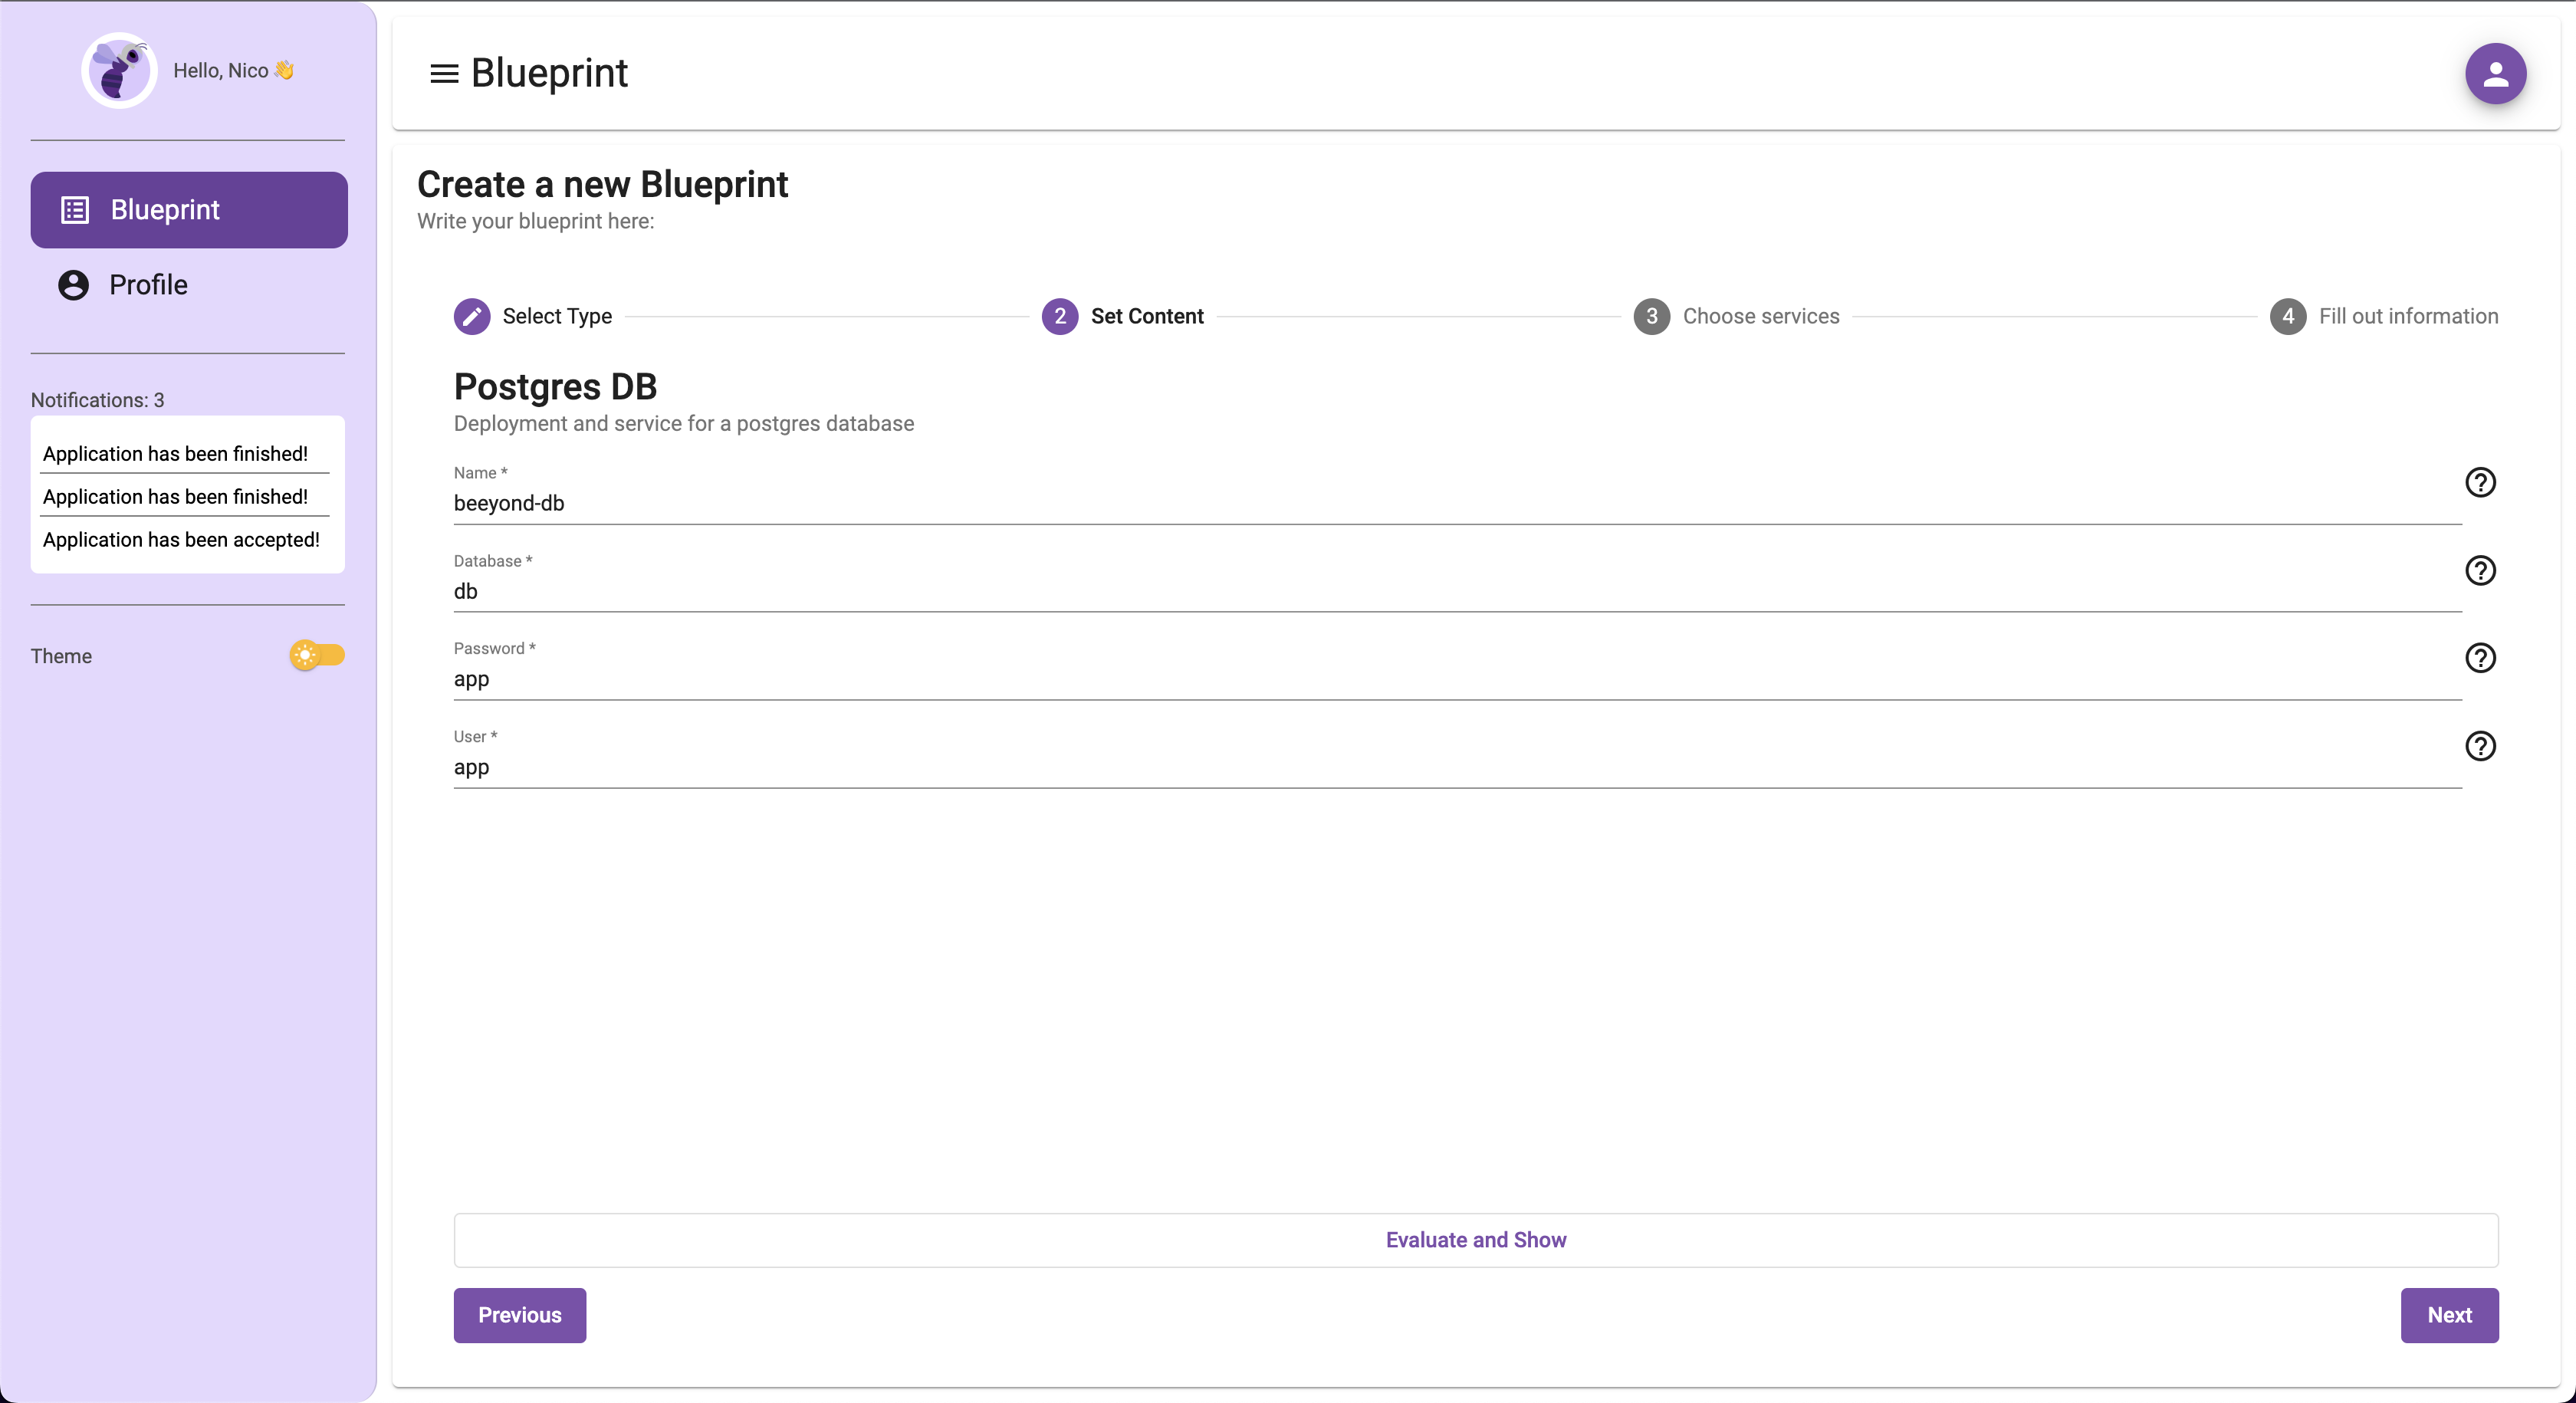 Hello, Nico 👋
Blueprint
Profile
Notifications: 3
Application has been finished!
Application has been finished!
Application has been accepted!
Theme
Blueprint
Create a new Blueprint
Write your blueprint here:
Select Type
2 Set Content
3 Choose services
4 Fill out information
Postgres DB
Deployment and service for a postgres database
Name *
beeyond-db
Database *
db
Password *
app
User *
app
Evaluate and Show
Previous
Next